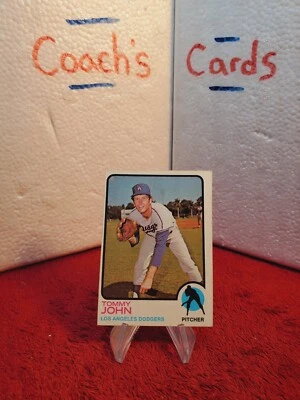 Coach's Cards
TOMMY
JOHN
LOS ANGELES DODGERS
PITCHER